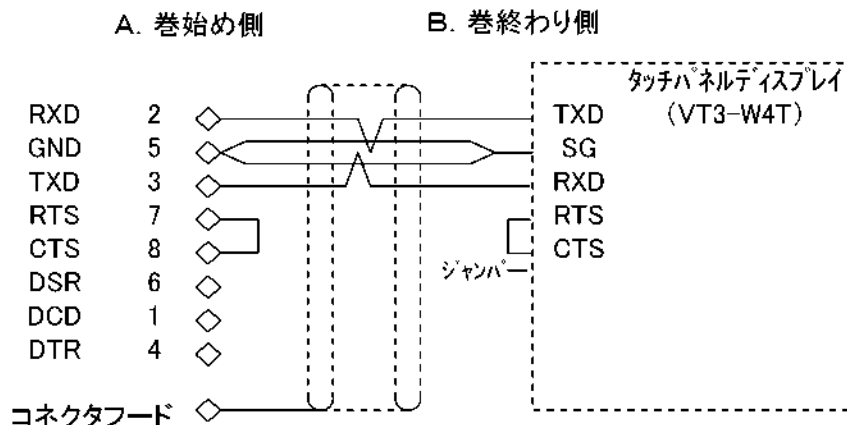 A. 巻始め側 B. 巻終わり側
タッチパネルディスプレイ
(VT3-W4T)
RXD 2 TXD
GND 5 SG
TXD 3 RXD
RTS 7 RTS
CTS 8 CTS
ジャンパー
DSR 6
DCD 1
DTR 4
コネクタフード